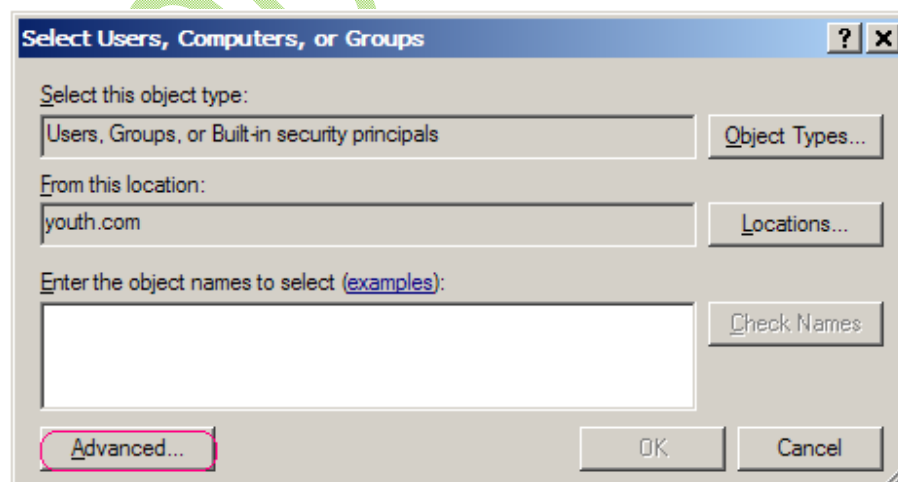 Select Users, Computers, or Groups
? X
Select this object type:
Users, Groups, or Built-in security principals
Object Types...
From this location:
youth.com
Locations...
Enter the object names to select (examples):
Check Names
Advanced...
OK
Cancel